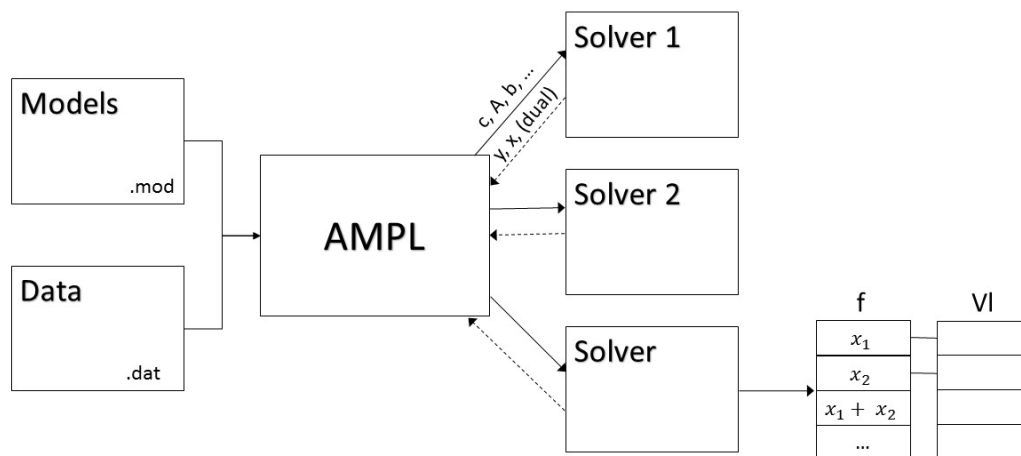 Models
.mod
Data
.dat
AMPL
c, A, b, ...
y, x, (dual)
Solver 1
Solver 2
Solver
f
x₁
x₂
x₁ + x₂
...
Vl